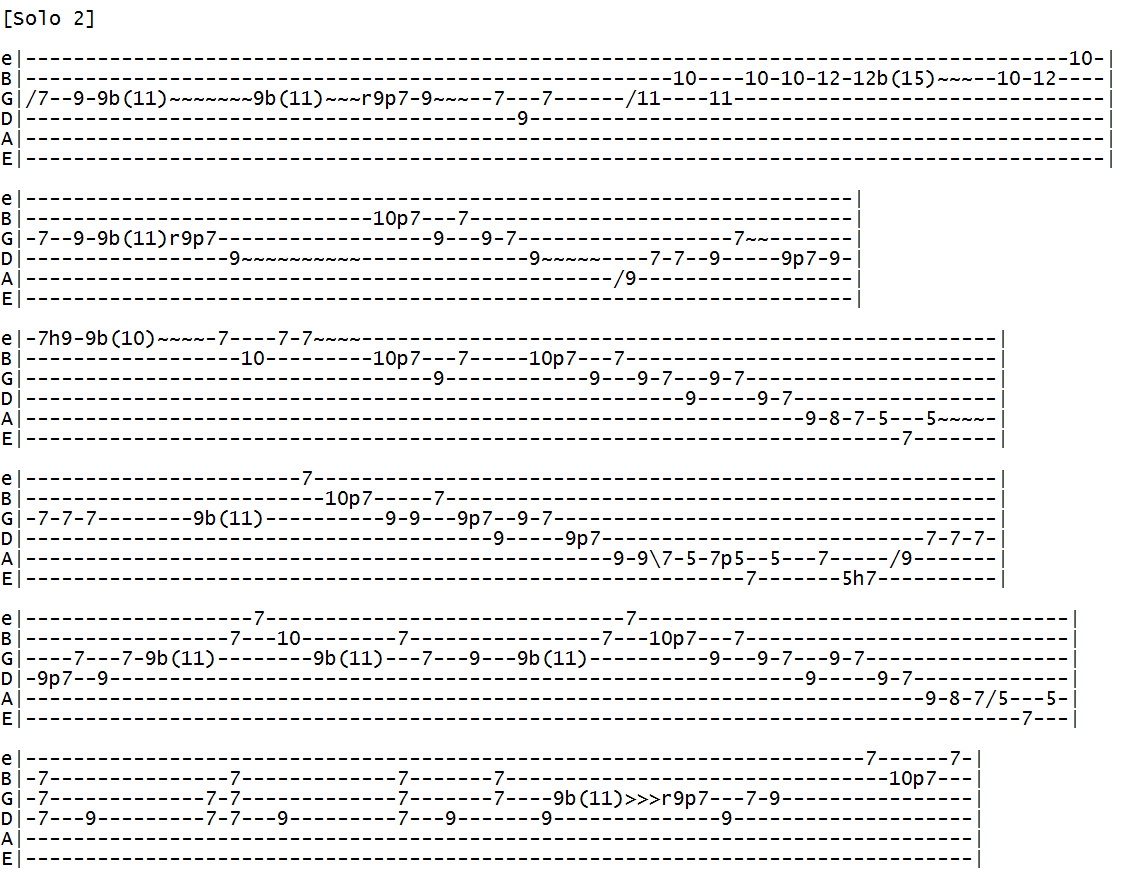 [Solo 2]
e|---------------------------------------------------------------------------------------10-|
B|------------------------------------------------------10----10-10-12-12b(15)~~~--10-12----|
G|/7--9-9b(11)~~~~~~~9b(11)~~~r9p7-9~~~--7---7------/11----11-------------------------------|
D|-----------------------------------------9------------------------------------------------|
A|------------------------------------------------------------------------------------------|
E|------------------------------------------------------------------------------------------|
e|---------------------------------------------------------------------|
B|-----------------------------10p7---7--------------------------------|
G|-7--9-9b(11)r9p7------------------9---9-7------------------7~~-------|
D|-----------------9~~~~~~~~~~--------------9~~~~~----7-7--9-----9p7-9-|
A|-------------------------------------------------/9------------------|
E|---------------------------------------------------------------------|
e|-7h9-9b(10)~~~~-7----7-7~~~~-----------------------------------------------------|
B|------------------10---------10p7---7-----10p7---7-------------------------------|
G|----------------------------------9------------9---9-7---9-7---------------------|
D|-------------------------------------------------------9-----9-7-----------------|
A|-----------------------------------------------------------------9-8-7-5---5~~~~-|
E|-------------------------------------------------------------------------7-------|
e|-----------------------7---------------------------------------------------------|
B|-------------------------10p7-----7----------------------------------------------|
G|-7-7-7--------9b(11)----------9-9---9p7--9-7-------------------------------------|
D|---------------------------------------9-----9p7---------------------------7-7-7-|
A|-------------------------------------------------9-9\7-5-7p5--5---7-----/9-------|
E|------------------------------------------------------------7-------5h7----------|
e|-------------------7------------------------------7------------------------------------|
B|-----------------7---10--------7----------------7---10p7---7---------------------------|
G|----7---7-9b(11)--------9b(11)---7---9---9b(11)----------9---9-7---9-7-----------------|
D|-9p7--9----------------------------------------------------------9-----9-7-------------|
A|---------------------------------------------------------------------------9-8-7/5---5-|
E|-----------------------------------------------------------------------------------7---|
e|----------------------------------------------------------------------7------7-|
B|-7---------------7-------------7-------7--------------------------------10p7---|
G|-7-------------7-7-------------7-------7----9b(11)>>>r9p7---7-9----------------|
D|-7---9---------7-7---9---------7---9-------9--------------9--------------------|
A|-------------------------------------------------------------------------------|
E|-------------------------------------------------------------------------------|